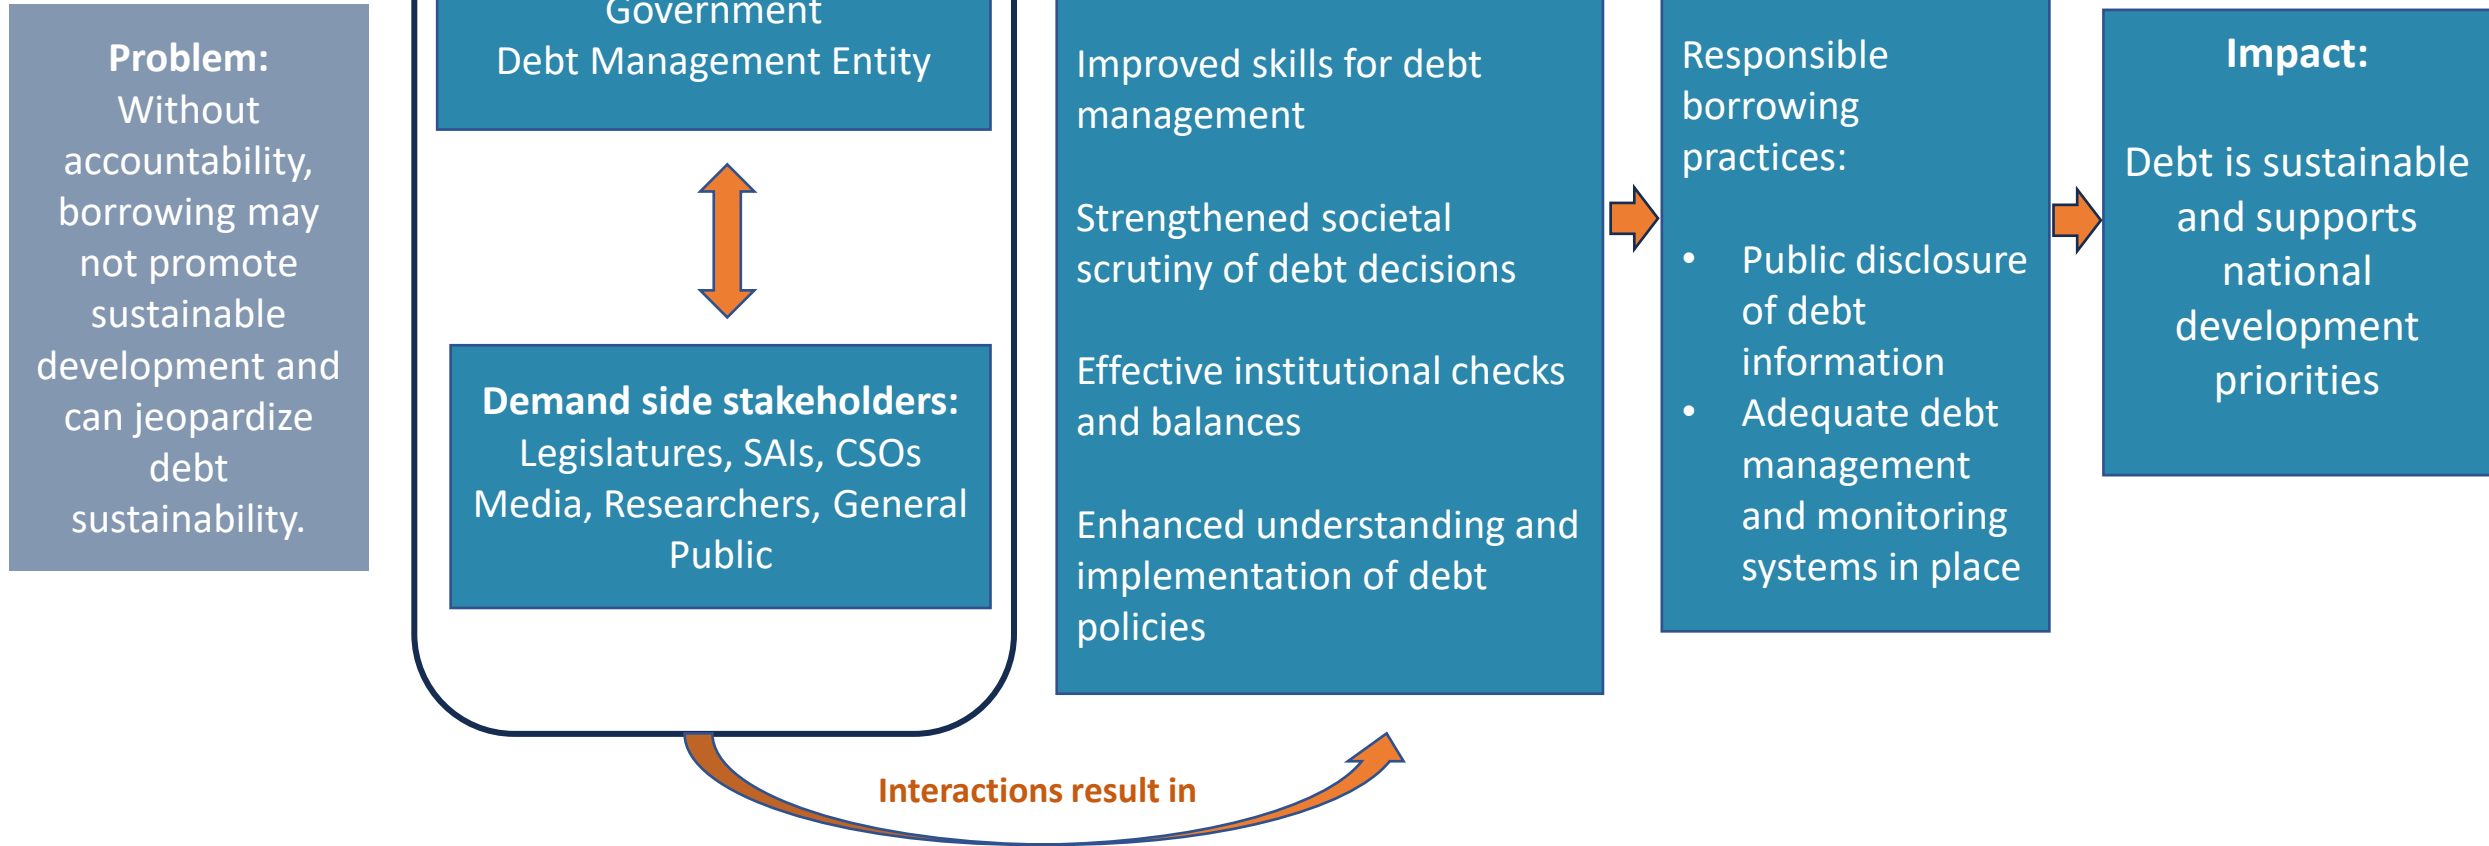 Problem:
Without
accountability,
borrowing may
not promote
sustainable
development and
can jeopardize
debt
sustainability.
Government
Debt Management Entity
Demand side stakeholders:
Legislatures, SAIs, CSOs
Media, Researchers, General
Public
Improved skills for debt
management
Strengthened societal
scrutiny of debt decisions
Effective institutional checks
and balances
Enhanced understanding and
implementation of debt
policies
Responsible
borrowing
practices:
• Public disclosure
of debt
information
• Adequate debt
management
and monitoring
systems in place
Impact:
Debt is sustainable
and supports
national
development
priorities
Interactions result in